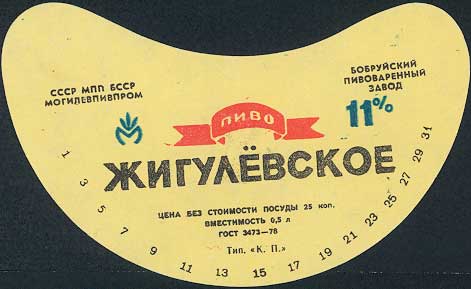 СССР МПП БССР
МОГИЛЕВПИВПРОМ
БОБРУЙСКИЙ
ПИВОВАРЕННЫЙ
ЗАВОД
11%
ПИВО
ЖИГУЛЁВСКОЕ
ЦЕНА БЕЗ СТОИМОСТИ ПОСУДЫ 25 коп.
ВМЕСТИМОСТЬ 0,5 л
ГОСТ 3473—78
Тип. «К. П.»
1 3 5 7 9 11 13 15 17 19 21 23 25 27 29 31